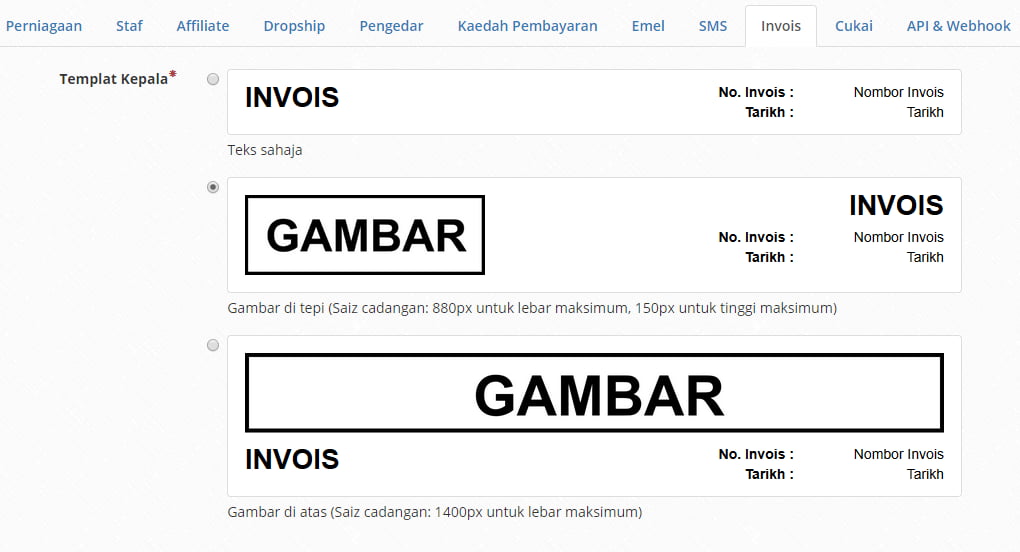 Perniagaan Staf Affiliate Dropship Pengedar Kaedah Pembayaran Emel SMS Invois Cukai API & Webhook
Templat Kepala*
INVOIS No. Invois : Nombor Invois
Tarikh : Tarikh
Teks sahaja
GAMBAR INVOIS
No. Invois : Nombor Invois
Tarikh : Tarikh
Gambar di tepi (Saiz cadangan: 880px untuk lebar maksimum, 150px untuk tinggi maksimum)
GAMBAR
INVOIS No. Invois : Nombor Invois
Tarikh : Tarikh
Gambar di atas (Saiz cadangan: 1400px untuk lebar maksimum)